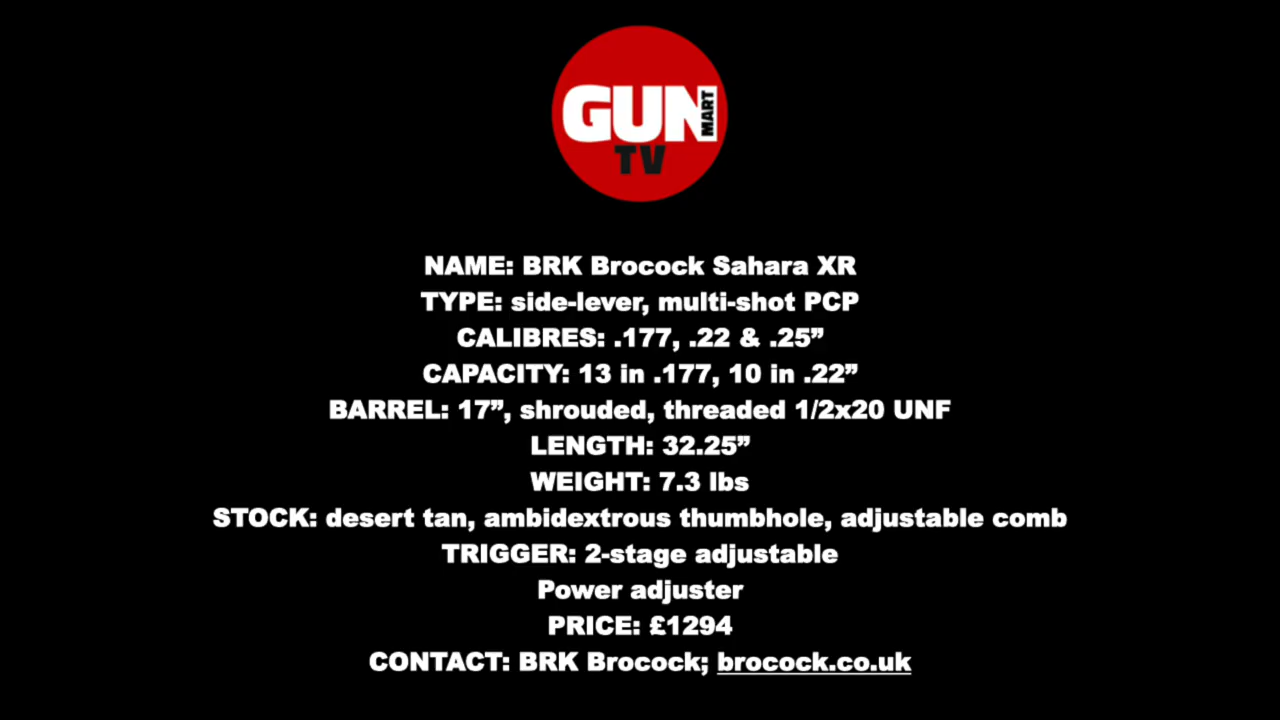 GUN MART
TV
NAME: BRK Brocock Sahara XR
TYPE: side-lever, multi-shot PCP
CALIBRES: .177, .22 & .25”
CAPACITY: 13 in .177, 10 in .22”
BARREL: 17”, shrouded, threaded 1/2x20 UNF
LENGTH: 32.25”
WEIGHT: 7.3 lbs
STOCK: desert tan, ambidextrous thumbhole, adjustable comb
TRIGGER: 2-stage adjustable
Power adjuster
PRICE: £1294
CONTACT: BRK Brocock; brocock.co.uk